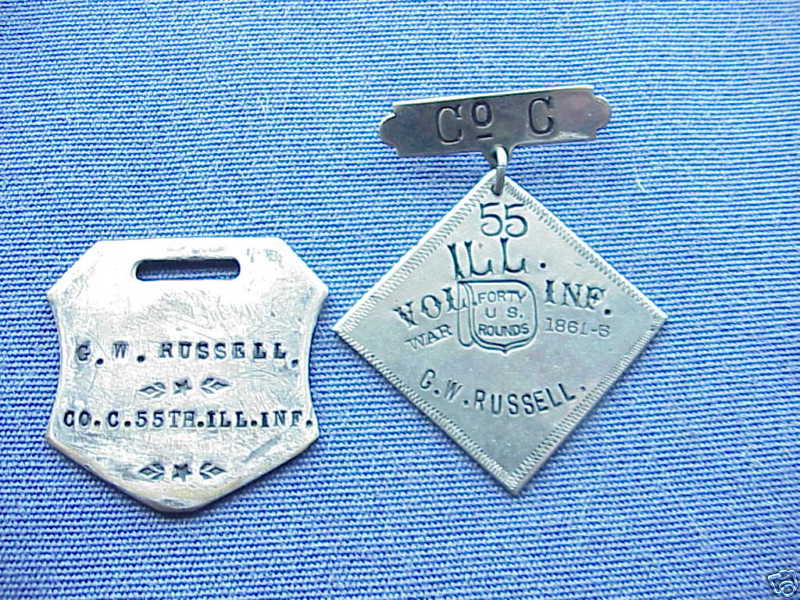 G. W. RUSSELL.
CO. C. 55TH. ILL. INF.
Co C
55
ILL.
VOL INF.
FORTY
U S.
ROUNDS
WAR 1861-5
G. W. RUSSELL.